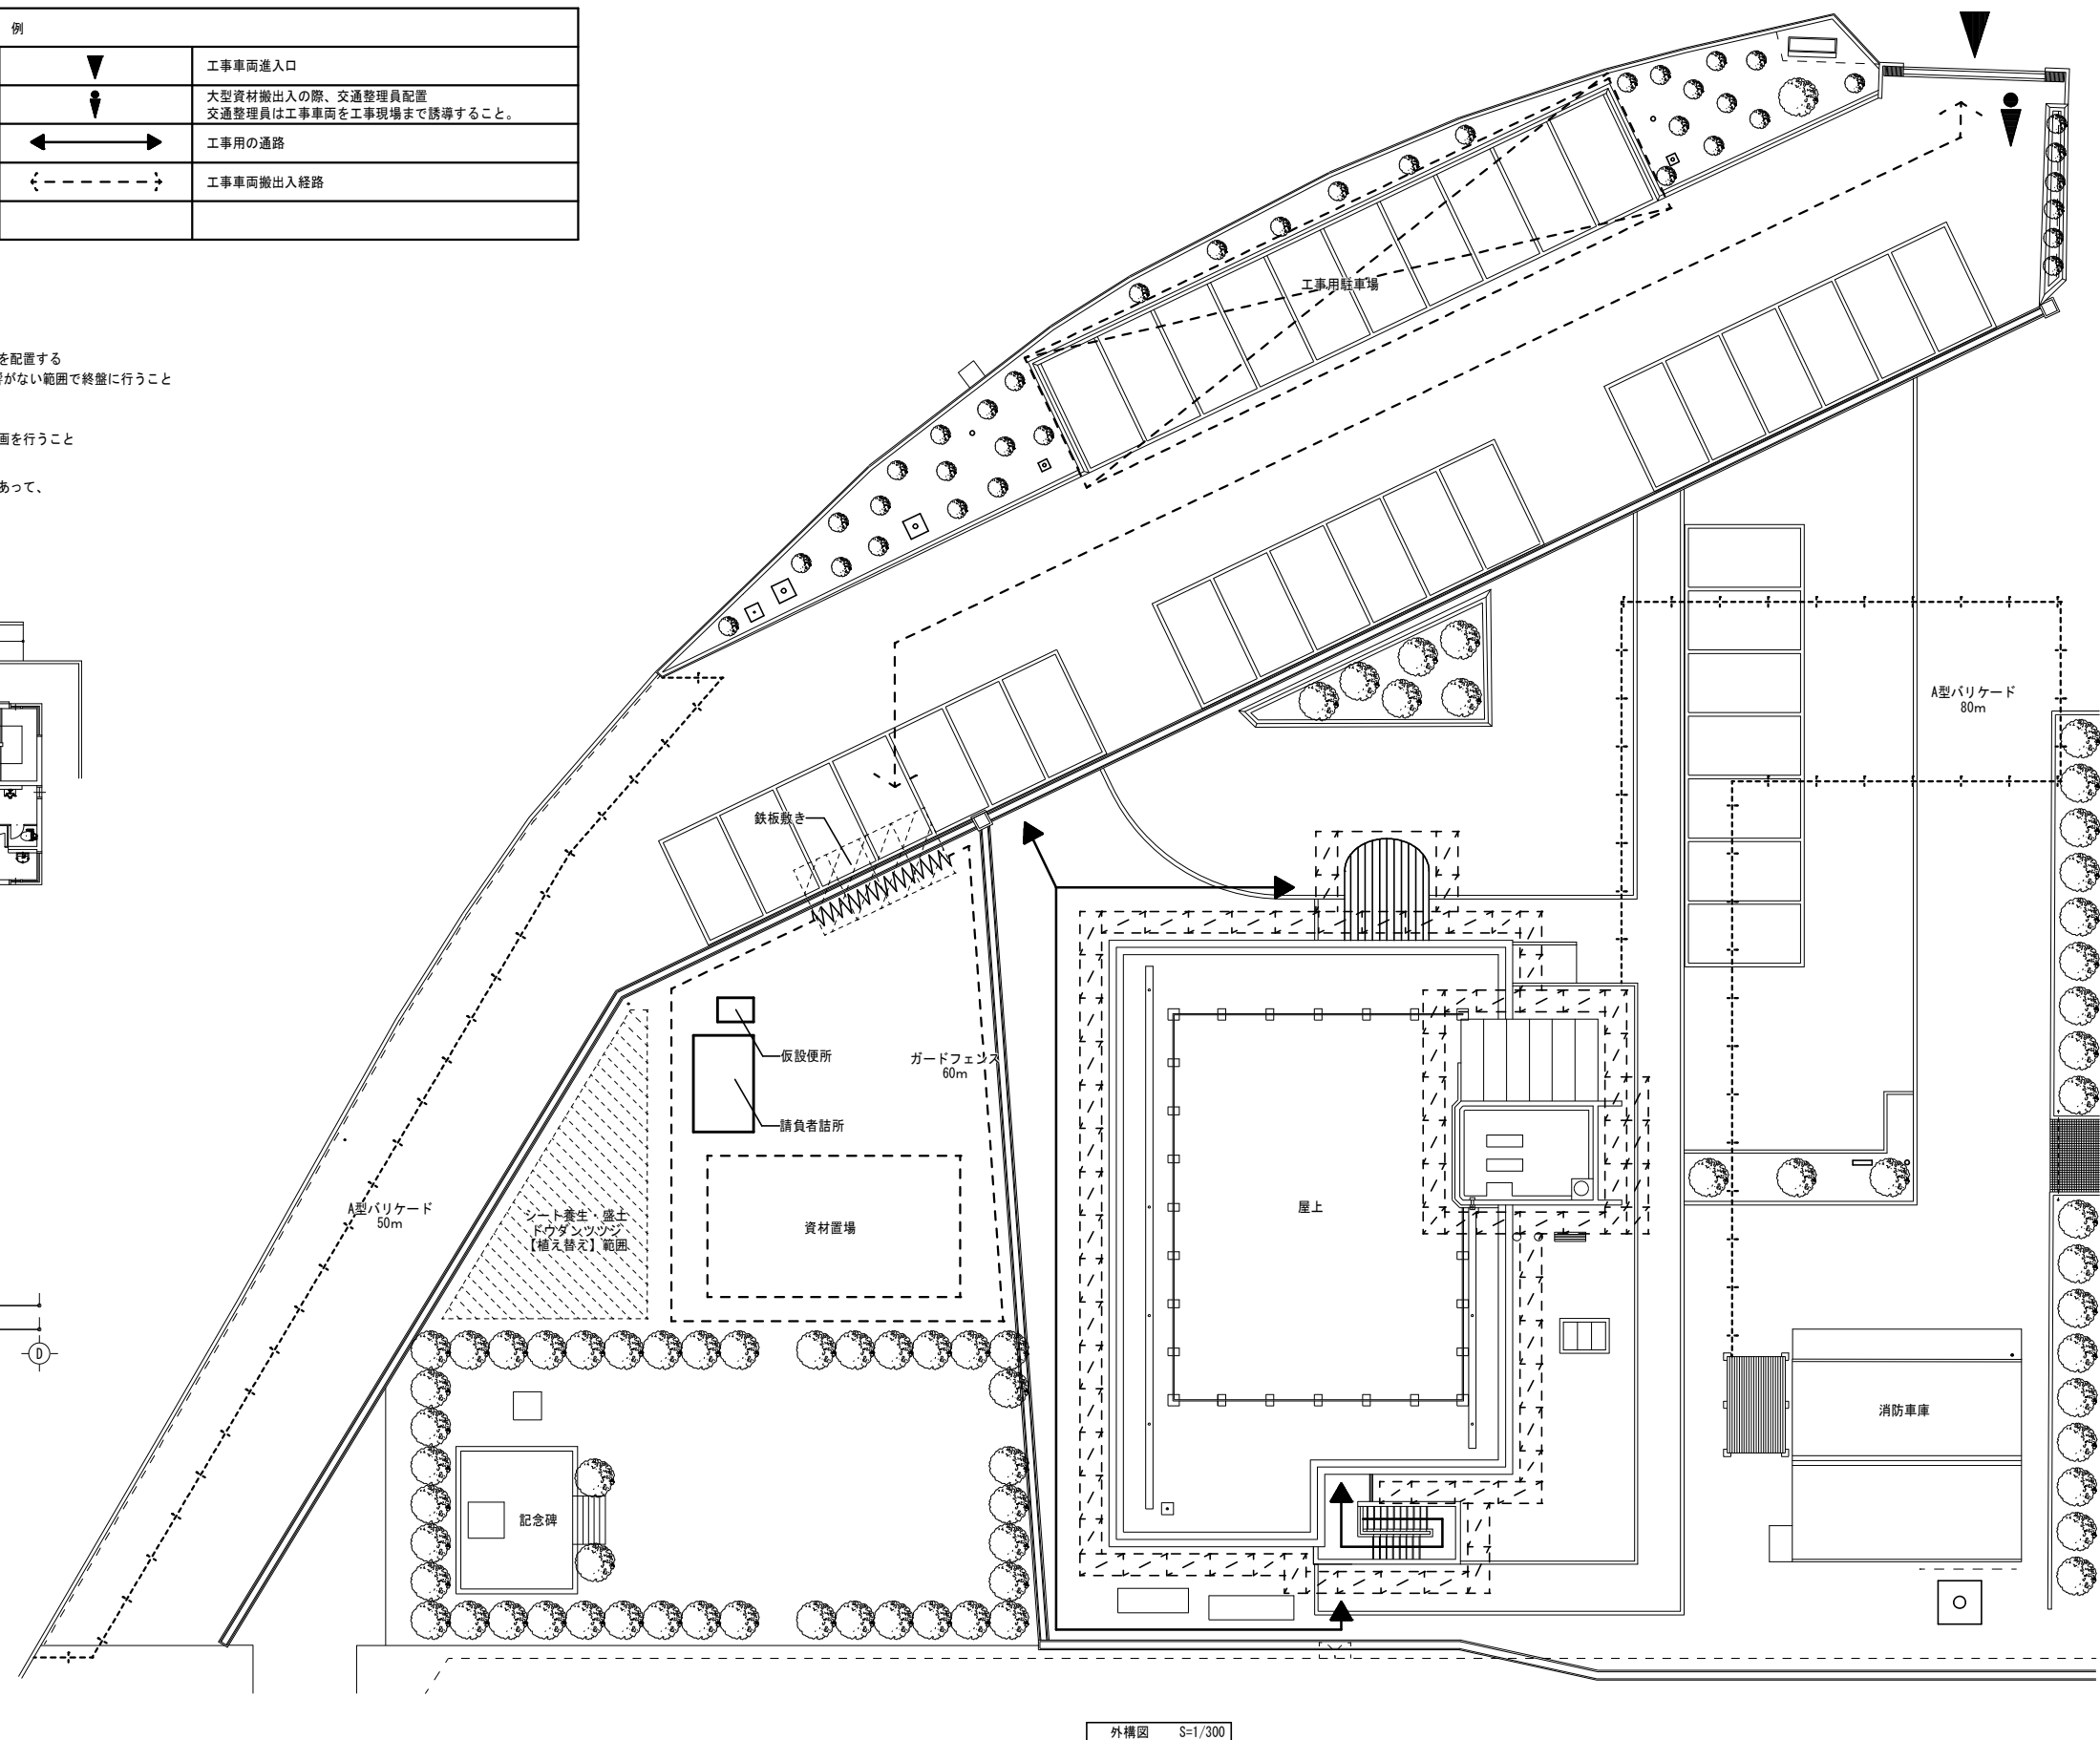 例
工事車両進入口
大型資材搬出入の際、交通整理員配置
交通整理員は工事車両を工事現場まで誘導すること。
工事用の通路
工事車両搬出入経路
を配置する
がない範囲で終盤に行うこと
画を行うこと
あって、
工事用駐車場
A型バリケード
80m
鉄板敷き
仮設便所
ガードフェンス
60m
請負者詰所
A型バリケード
50m
シート養生・盛土
ドウダンツツジ
【植え替え】範囲
資材置場
屋上
D
消防車庫
記念碑
外構図 S=1/300